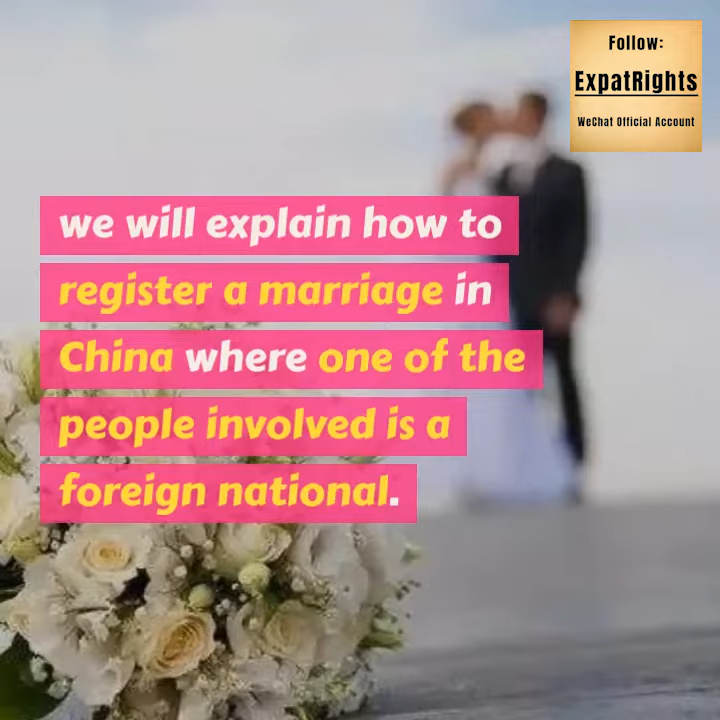 Follow:
ExpatRights
WeChat Official Account
we will explain how to
register a marriage in
China where one of the
people involved is a
foreign national.